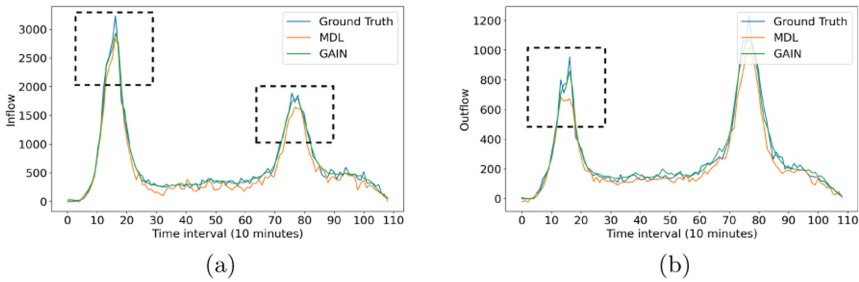 Ground Truth
MDL
GAIN
3000
2500
2000
1500
1000
500
0
Inflow
0 10 20 30 40 50 60 70 80 90 100 110
Time interval (10 minutes)
(a)
Ground Truth
MDL
GAIN
1200
1000
800
600
400
200
0
Outflow
0 10 20 30 40 50 60 70 80 90 100 110
Time interval (10 minutes)
(b)